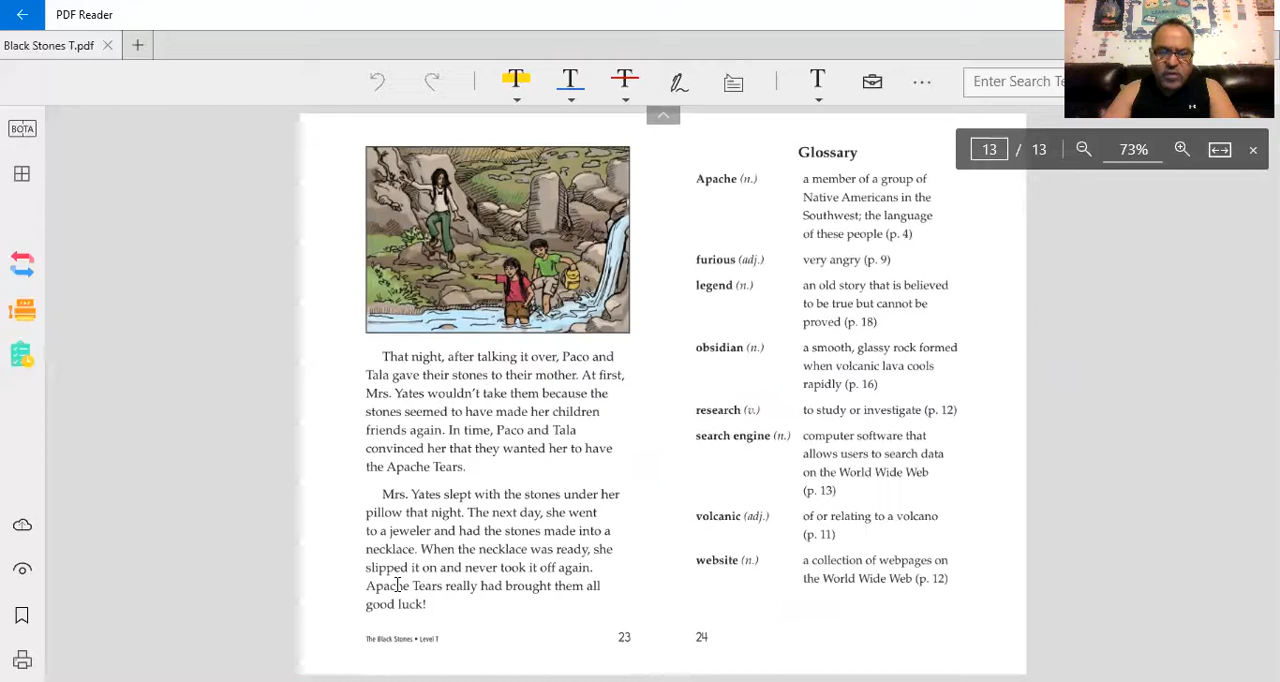 PDF Reader
Black Stones T.pdf
T
T
T
T
Enter Search Te
BOTA
13 / 13
73%
That night, after talking it over, Paco and
Tala gave their stones to their mother. At first,
Mrs. Yates wouldn't take them because the
stones seemed to have made her children
friends again. In time, Paco and Tala
convinced her that they wanted her to have
the Apache Tears.
Mrs. Yates slept with the stones under her
pillow that night. The next day, she went
to a jeweler and had the stones made into a
necklace. When the necklace was ready, she
slipped it on and never took it off again.
Apache Tears really had brought them all
good luck!
The Black Stones • Level T
23
Glossary
Apache (n.) a member of a group of
Native Americans in the
Southwest; the language
of these people (p. 4)
furious (adj.) very angry (p. 9)
legend (n.) an old story that is believed
to be true but cannot be
proved (p. 18)
obsidian (n.) a smooth, glassy rock formed
when volcanic lava cools
rapidly (p. 16)
research (v.) to study or investigate (p. 12)
search engine (n.) computer software that
allows users to search data
on the World Wide Web
(p. 13)
volcanic (adj.) of or relating to a volcano
(p. 11)
website (n.) a collection of webpages on
the World Wide Web (p. 12)
24